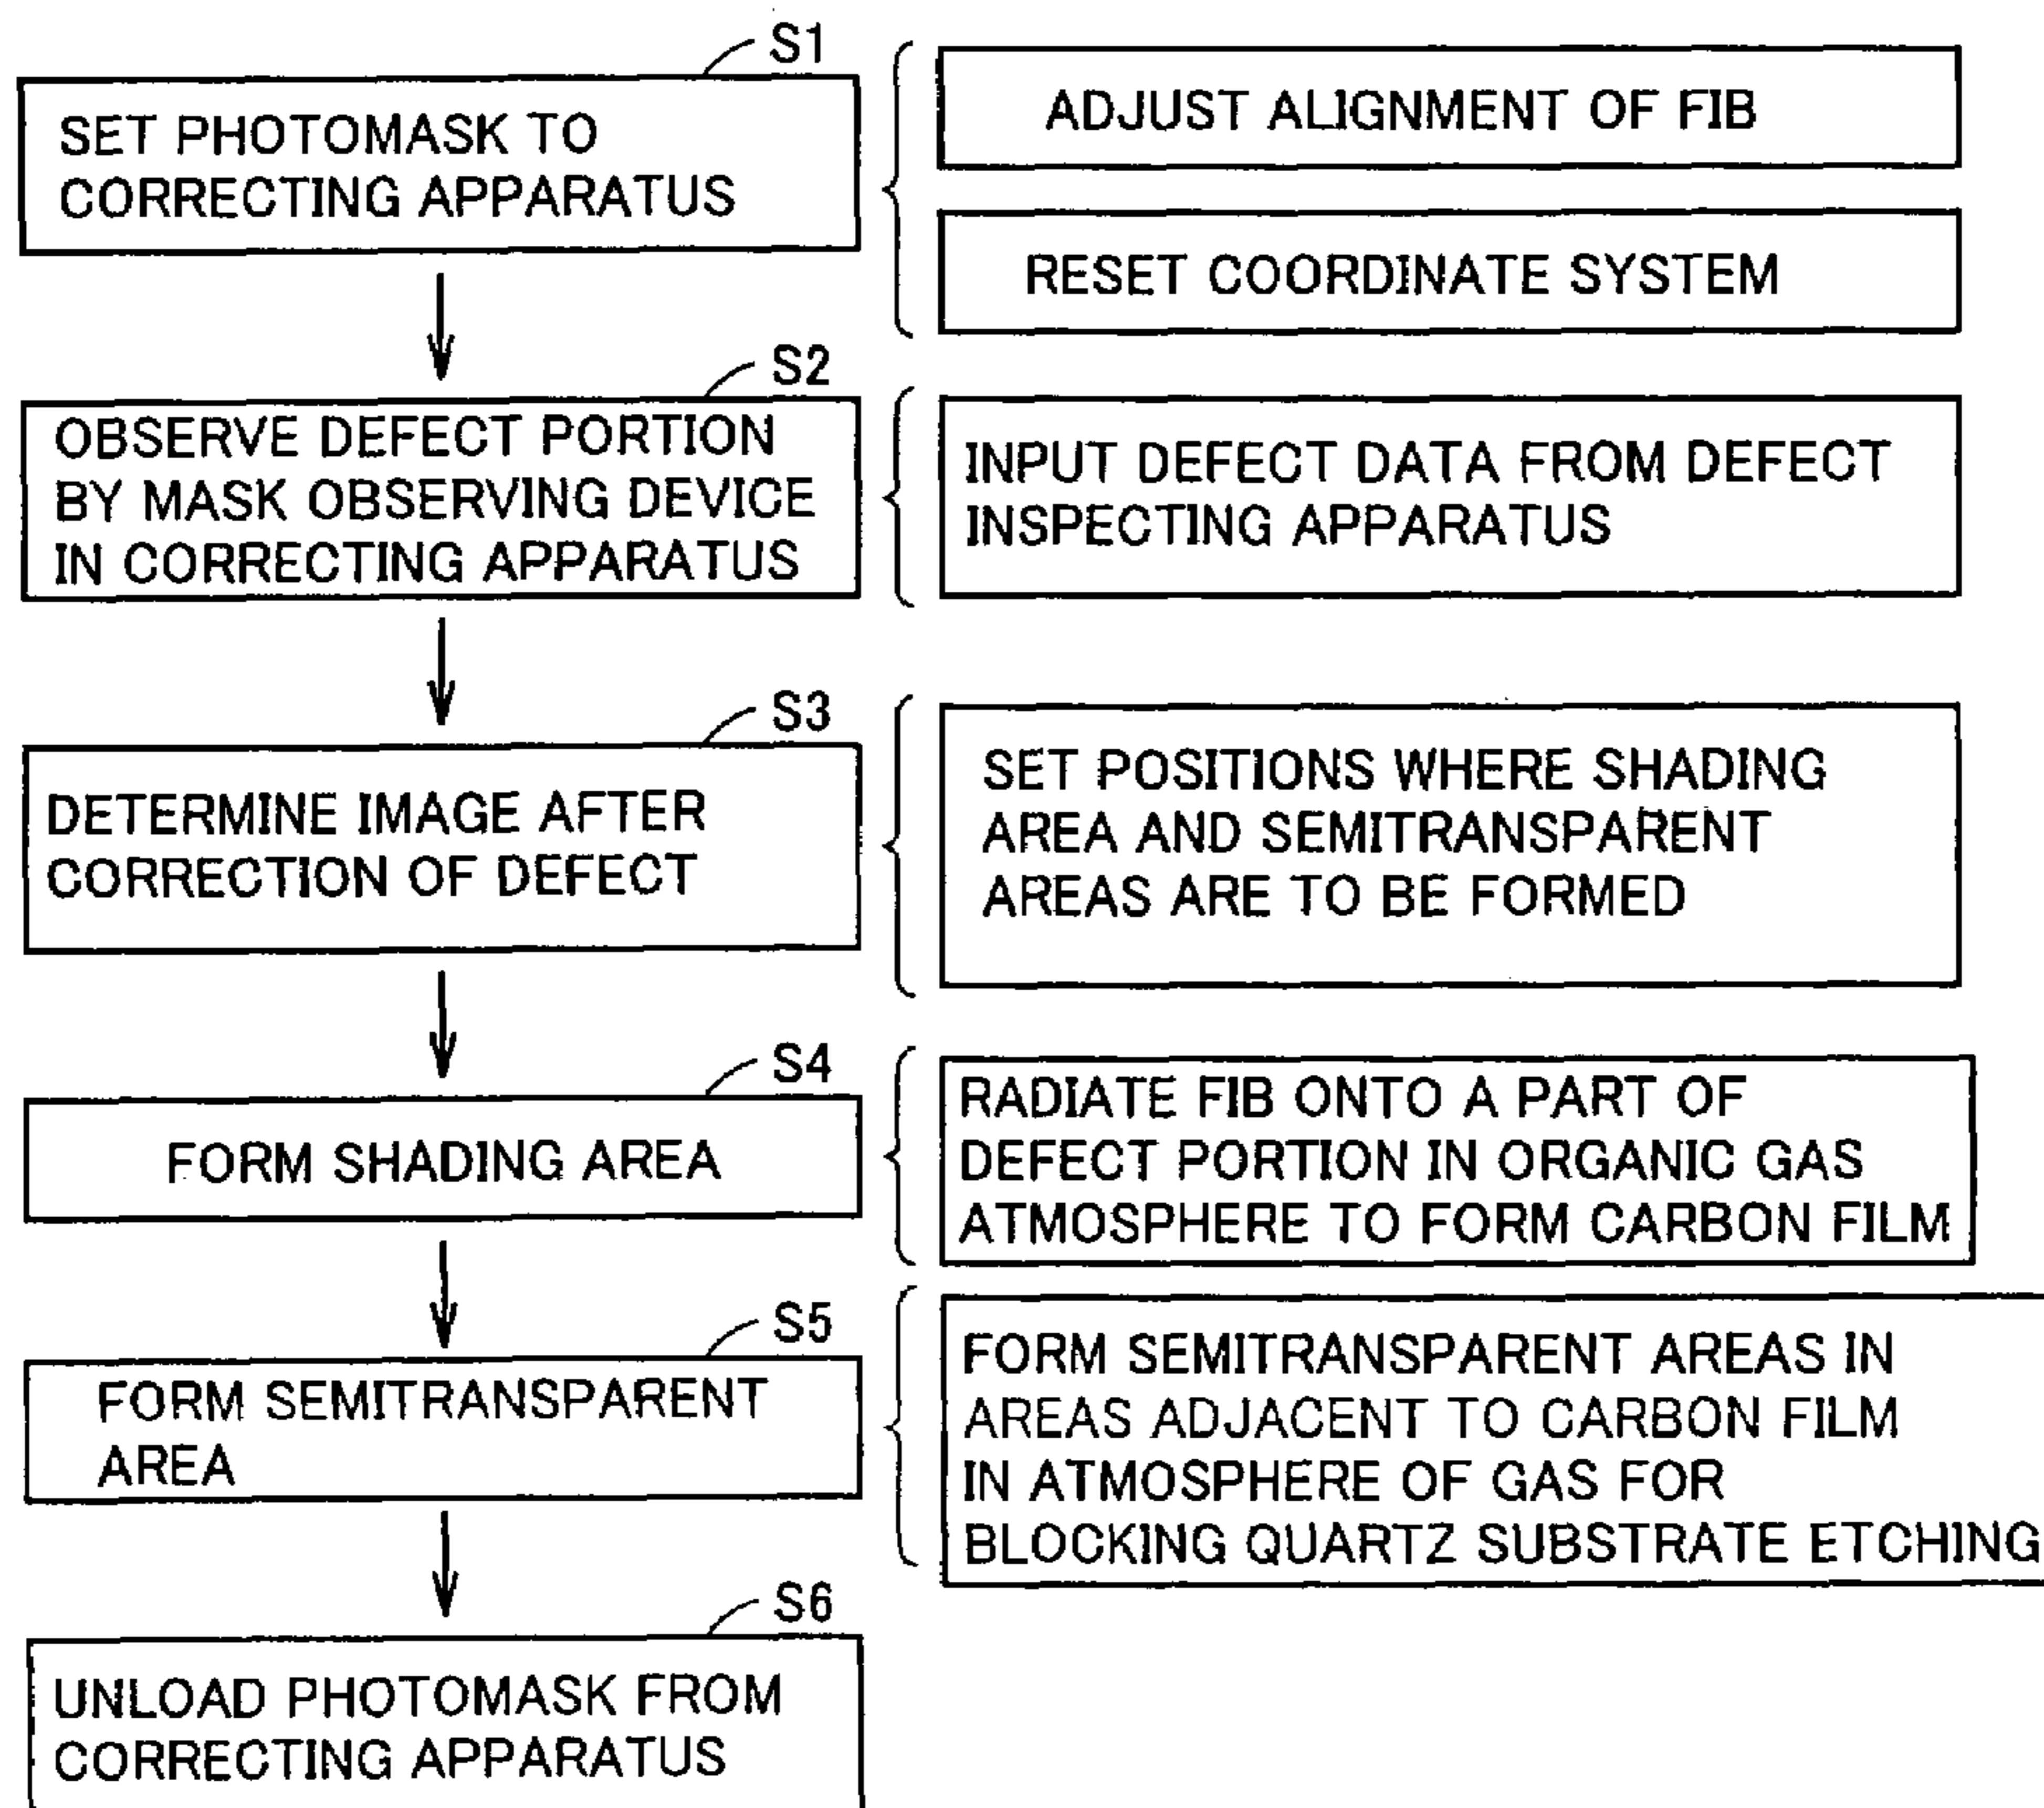 S1
SET PHOTOMASK TO
CORRECTING APPARATUS
ADJUST ALIGNMENT OF FIB
RESET COORDINATE SYSTEM
S2
OBSERVE DEFECT PORTION
BY MASK OBSERVING DEVICE
IN CORRECTING APPARATUS
INPUT DEFECT DATA FROM DEFECT
INSPECTING APPARATUS
S3
DETERMINE IMAGE AFTER
CORRECTION OF DEFECT
SET POSITIONS WHERE SHADING
AREA AND SEMITRANSPARENT
AREAS ARE TO BE FORMED
S4
FORM SHADING AREA
RADIATE FIB ONTO A PART OF
DEFECT PORTION IN ORGANIC GAS
ATMOSPHERE TO FORM CARBON FILM
S5
FORM SEMITRANSPARENT
AREA
FORM SEMITRANSPARENT AREAS IN
AREAS ADJACENT TO CARBON FILM
IN ATMOSPHERE OF GAS FOR
BLOCKING QUARTZ SUBSTRATE ETCHING
S6
UNLOAD PHOTOMASK FROM
CORRECTING APPARATUS